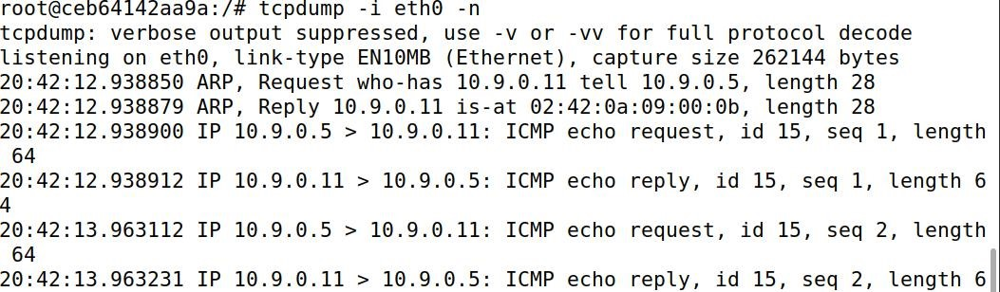 root@ceb64142aa9a:/# tcpdump -i eth0 -n
tcpdump: verbose output suppressed, use -v or -vv for full protocol decode
listening on eth0, link-type EN10MB (Ethernet), capture size 262144 bytes
20:42:12.938850 ARP, Request who-has 10.9.0.11 tell 10.9.0.5, length 28
20:42:12.938879 ARP, Reply 10.9.0.11 is-at 02:42:0a:09:00:0b, length 28
20:42:12.938900 IP 10.9.0.5 > 10.9.0.11: ICMP echo request, id 15, seq 1, length
 64
20:42:12.938912 IP 10.9.0.11 > 10.9.0.5: ICMP echo reply, id 15, seq 1, length 6
4
20:42:13.963112 IP 10.9.0.5 > 10.9.0.11: ICMP echo request, id 15, seq 2, length
 64
20:42:13.963231 IP 10.9.0.11 > 10.9.0.5: ICMP echo reply, id 15, seq 2, length 6